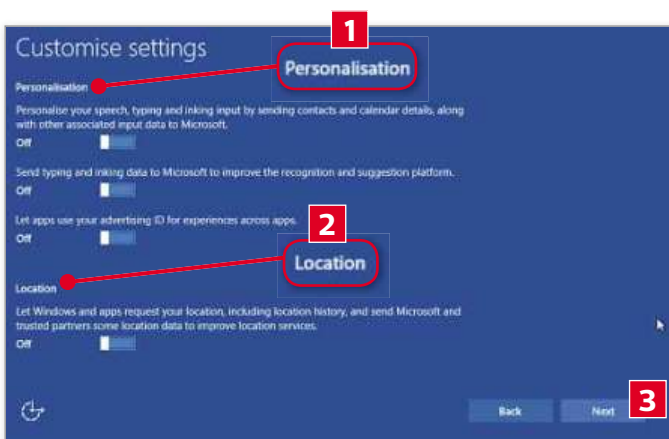 1
Customise settings
Personalisation
Personalisation
Personalise your speech, typing and inking input by sending contacts and calendar details, along
with other associated input data to Microsoft.
Off
Send typing and inking data to Microsoft to improve the recognition and suggestion platform.
Off
Let apps use your advertising ID for experiences across apps.
Off
2
Location
Location
Let Windows and apps request your location, including location history, and send Microsoft and
trusted partners some location data to improve location services.
Off
Back
Next
3